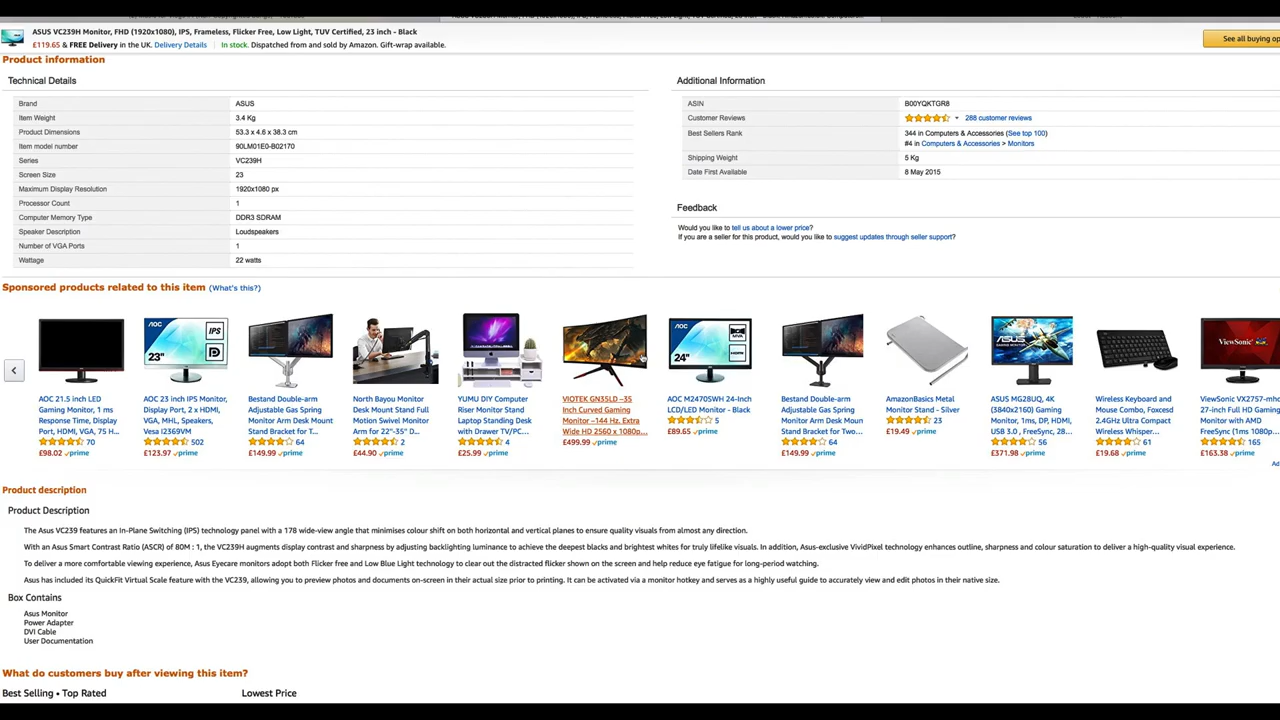 ASUS VC239H Monitor, FHD (1920x1080), IPS, Frameless, Flicker Free, Low Light, TUV Certified, 23 inch - Black
£119.65 & FREE Delivery in the UK. Delivery Details In stock. Dispatched from and sold by Amazon. Gift-wrap available.
See all buying op
Product information
Technical Details
Brand ASUS
Item Weight 3.4 Kg
Product Dimensions 53.3 x 4.6 x 38.3 cm
Item model number 90LM01E0-B02170
Series VC239H
Screen Size 23
Maximum Display Resolution 1920x1080 px
Processor Count 1
Computer Memory Type DDR3 SDRAM
Speaker Description Loudspeakers
Number of VGA Ports 1
Wattage 22 watts
Additional Information
ASIN B00YQKTGR8
Customer Reviews 288 customer reviews
Best Sellers Rank 344 in Computers & Accessories (See top 100)
#4 in Computers & Accessories > Monitors
Shipping Weight 5 Kg
Date First Available 8 May 2015
Feedback
Would you like to tell us about a lower price?
If you are a seller for this product, would you like to suggest updates through seller support?
Sponsored products related to this item (What's this?)
AOC
23"
IPS
AOC
24"
HDMI
ViewSonic
AOC 21.5 inch LED
Gaming Monitor, 1 ms
Response Time, Display
Port, HDMI, VGA, 75 H...
70
£98.02 prime
AOC 23 inch IPS Monitor,
Display Port, 2 x HDMI,
VGA, MHL, Speakers,
Vesa I2369VM
502
£123.97 prime
Bestand Double-arm
Adjustable Gas Spring
Monitor Arm Desk Mount
Stand Bracket for T...
64
£149.99 prime
North Bayou Monitor
Desk Mount Stand Full
Motion Swivel Monitor
Arm for 22"-35" D...
2
£44.90 prime
YUMU DIY Computer
Riser Monitor Stand
Laptop Standing Desk
with Drawer TV/PC...
4
£25.99 prime
VIOTEK GN35LD –35
Inch Curved Gaming
Monitor –144 Hz. Extra
Wide HD 2560 x 1080p...
£499.99 prime
AOC M2470SWH 24-Inch
LCD/LED Monitor - Black
5
£89.65 prime
Bestand Double-arm
Adjustable Gas Spring
Monitor Arm Desk Moun
Stand Bracket for Two...
64
£149.99 prime
AmazonBasics Metal
Monitor Stand - Silver
23
£19.49 prime
ASUS MG28UQ, 4K
(3840x2160) Gaming
Monitor, 1ms, DP, HDMI,
USB 3.0 , FreeSync, 28...
56
£371.98 prime
Wireless Keyboard and
Mouse Combo, Foxcesd
2.4GHz Ultra Compact
Wireless Whisper...
61
£19.68 prime
ViewSonic VX2757-mho
27-inch Full HD Gaming
Monitor with AMD
FreeSync (1ms 1080p...
165
£163.38 prime
Ad
Product description
Product Description
The Asus VC239 features an In-Plane Switching (IPS) technology panel with a 178 wide-view angle that minimises colour shift on both horizontal and vertical planes to ensure quality visuals from almost any direction.
With an Asus Smart Contrast Ratio (ASCR) of 80M : 1, the VC239H augments display contrast and sharpness by adjusting backlighting luminance to achieve the deepest blacks and brightest whites for truly lifelike visuals. In addition, Asus-exclusive VividPixel technology enhances outline, sharpness and colour saturation to deliver a high-quality visual experience.
To deliver a more comfortable viewing experience, Asus Eyecare monitors adopt both Flicker free and Low Blue Light technology to clear out the distracted flicker shown on the screen and help reduce eye fatigue for long-period watching.
Asus has included its QuickFit Virtual Scale feature with the VC239, allowing you to preview photos and documents on-screen in their actual size prior to printing. It can be activated via a monitor hotkey and serves as a highly useful guide to accurately view and edit photos in their native size.
Box Contains
Asus Monitor
Power Adapter
DVI Cable
User Documentation
What do customers buy after viewing this item?
Best Selling • Top Rated
Lowest Price